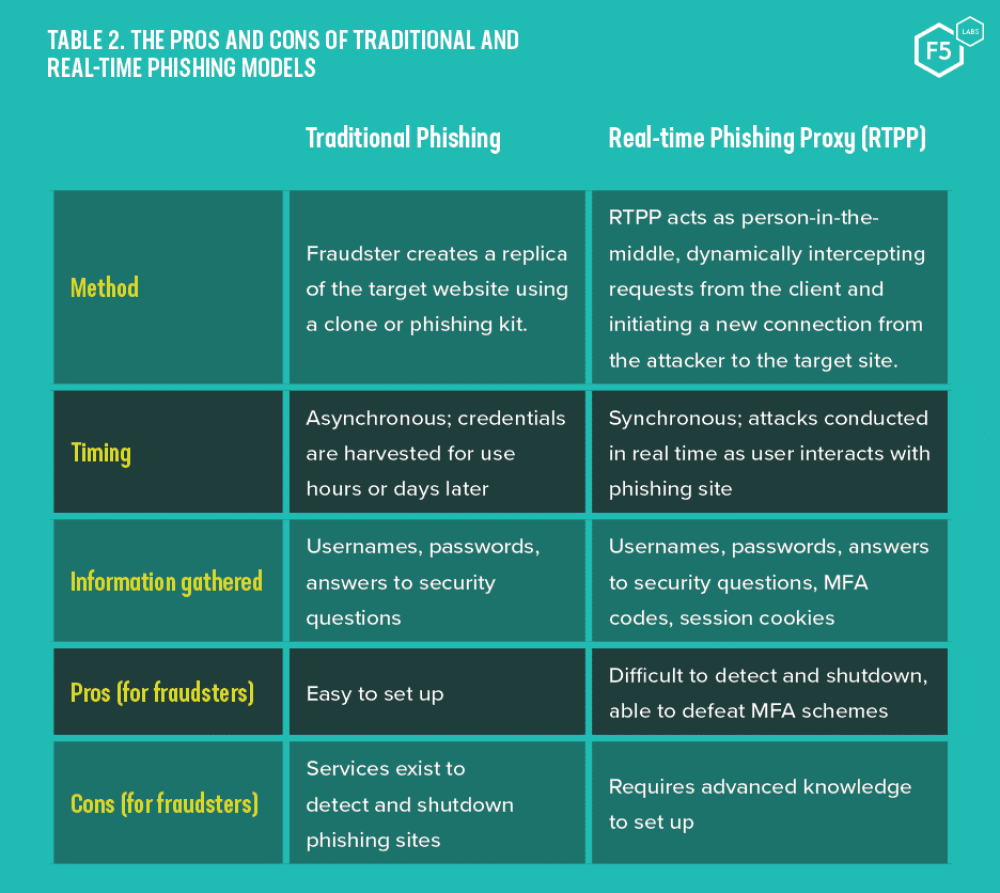 TABLE 2. THE PROS AND CONS OF TRADITIONAL AND
REAL-TIME PHISHING MODELS
F5
LABS
Traditional Phishing
Real-time Phishing Proxy (RTPP)
Method
Fraudster creates a replica
of the target website using
a clone or phishing kit.
RTPP acts as person-in-the-
middle, dynamically intercepting
requests from the client and
initiating a new connection from
the attacker to the target site.
Timing
Asynchronous; credentials
are harvested for use
hours or days later
Synchronous; attacks conducted
in real time as user interacts with
phishing site
Information gathered
Usernames, passwords,
answers to security
questions
Usernames, passwords, answers
to security questions, MFA
codes, session cookies
Pros (for fraudsters)
Easy to set up
Difficult to detect and shutdown,
able to defeat MFA schemes
Cons (for fraudsters)
Services exist to
detect and shutdown
phishing sites
Requires advanced knowledge
to set up